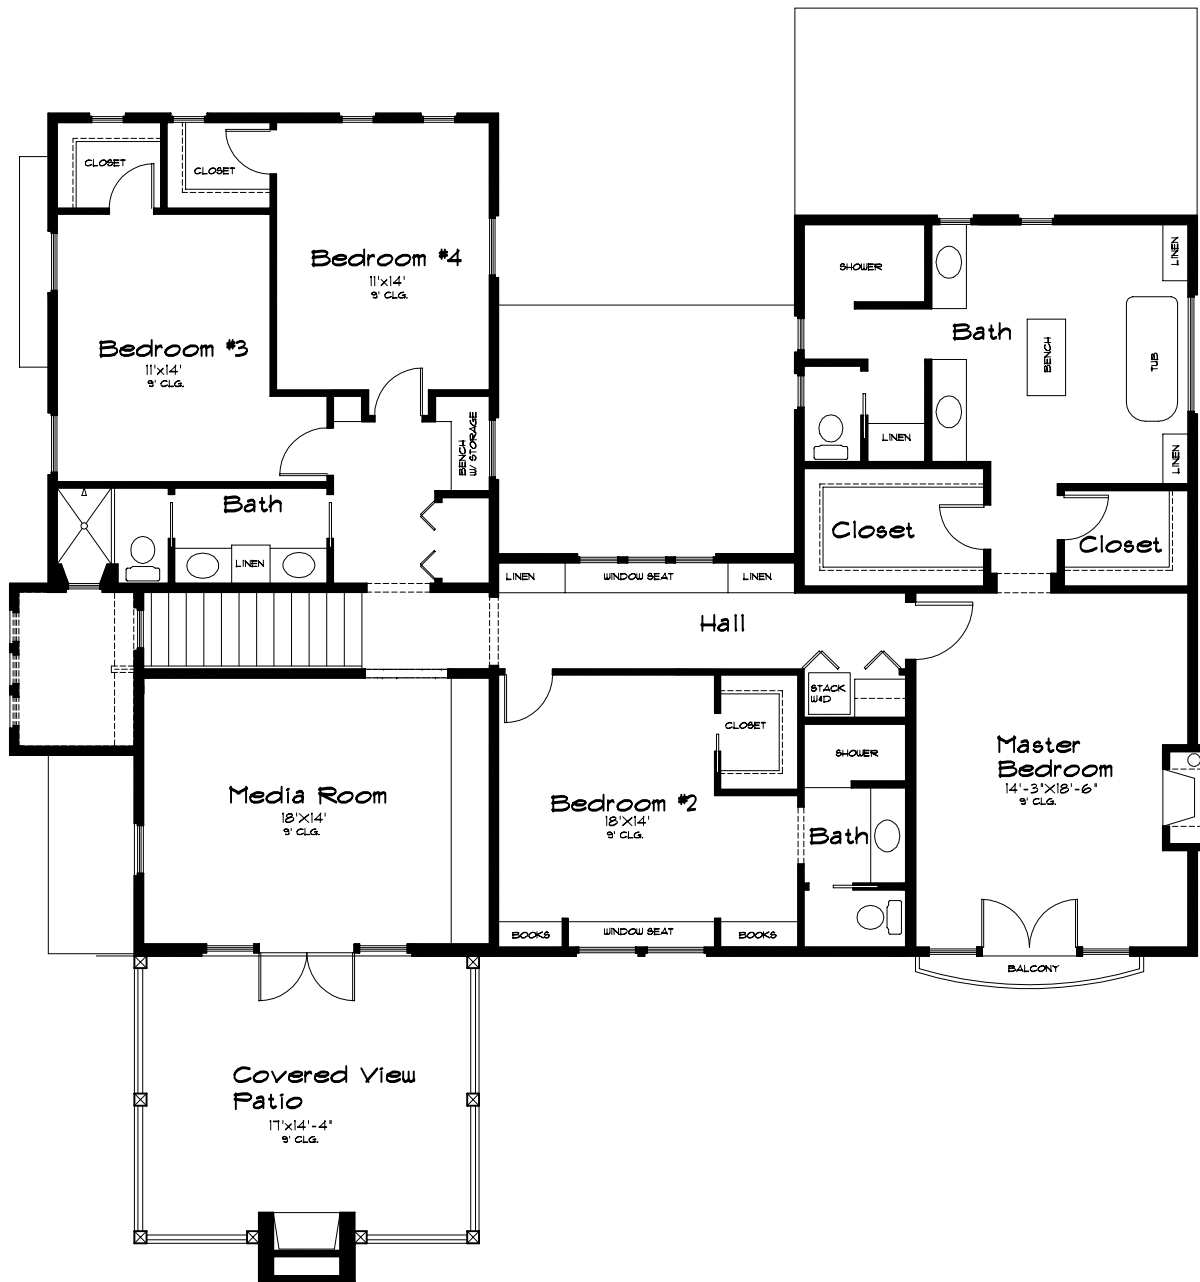 CLOSET
CLOSET
Bedroom #4
11'x14'
9' CLG.
Bedroom #3
11'x14'
9' CLG.
BENCH
W/ STORAGE
Bath
LINEN
SHOWER
LINEN
Bath
BENCH
TUB
LINEN
LINEN
Closet
Closet
LINEN
WINDOW SEAT
LINEN
Hall
STACK
W&D
CLOSET
SHOWER
Master
Bedroom
14'-3"X18'-6"
9' CLG.
Media Room
18'X14'
9' CLG.
Bedroom #2
18'X14'
9' CLG.
Bath
BOOKS
WINDOW SEAT
BOOKS
BALCONY
Covered View
Patio
17'x14'-4"
9' CLG.